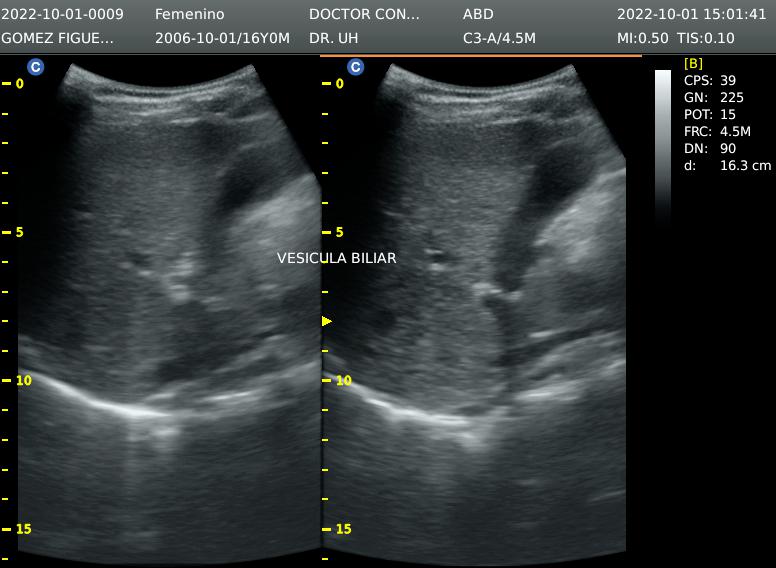 2022-10-01-0009 Femenino DOCTOR CON... ABD 2022-10-01 15:01:41
GOMEZ FIGUE... 2006-10-01/16Y0M DR. UH C3-A/4.5M MI:0.50 TIS:0.10
C C
[B]
CPS: 39
GN: 225
POT: 15
FRC: 4.5M
DN: 90
d: 16.3 cm
0 0
5 5
VESICULA BILIAR
10 10
15 15